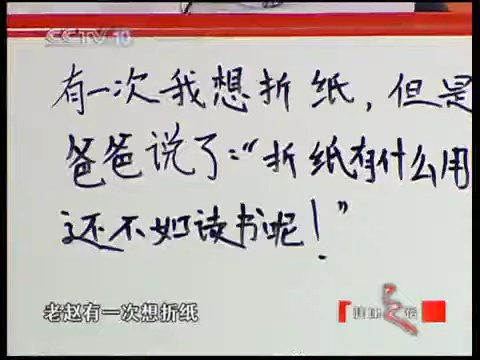 CCTV-10
有一次我想折纸，但是
爸爸说了：“折纸有什么用
还不如读书呢！”
老赵有一次想折纸